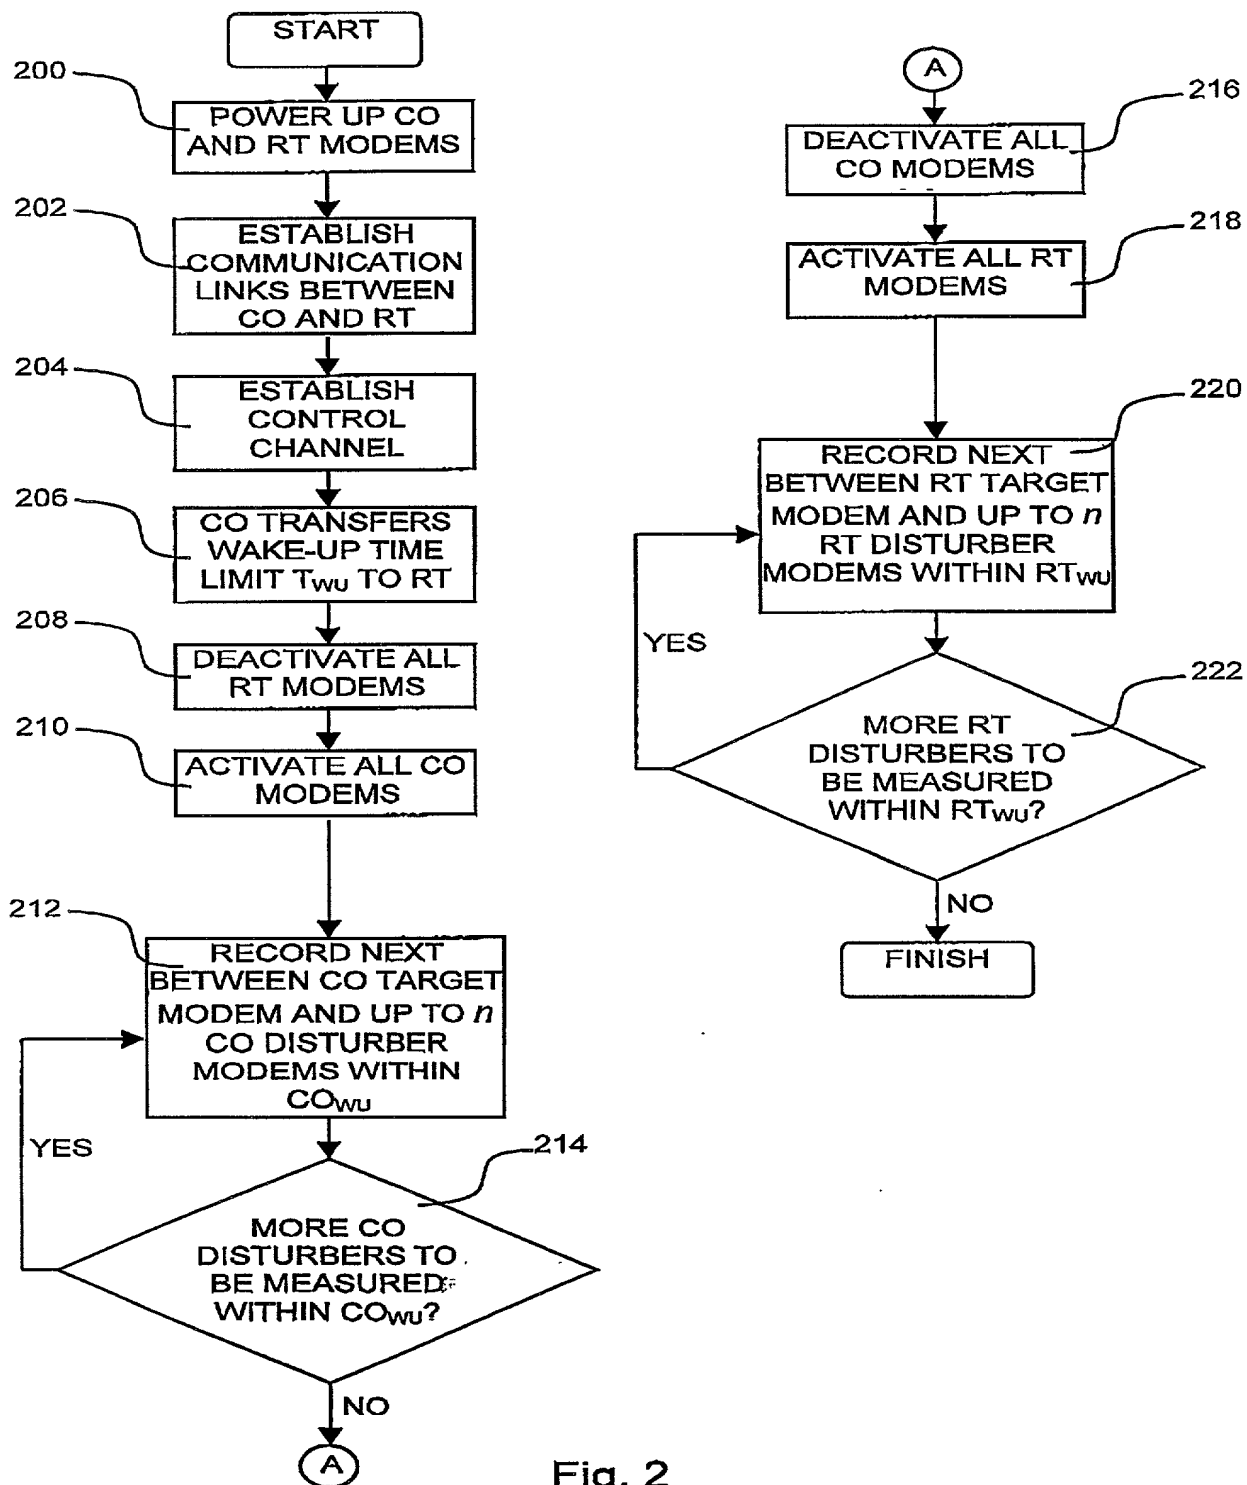 START
200
POWER UP CO
AND RT MODEMS
202
ESTABLISH
COMMUNICATION
LINKS BETWEEN
CO AND RT
204
ESTABLISH
CONTROL
CHANNEL
206
CO TRANSFERS
WAKE-UP TIME
LIMIT TWU TO RT
208
DEACTIVATE ALL
RT MODEMS
210
ACTIVATE ALL CO
MODEMS
212
RECORD NEXT
BETWEEN CO TARGET
MODEM AND UP TO n
CO DISTURBER
MODEMS WITHIN
COWU
YES
214
MORE CO
DISTURBERS TO
BE MEASURED
WITHIN COWU?
NO
A
A
216
DEACTIVATE ALL
CO MODEMS
218
ACTIVATE ALL RT
MODEMS
220
RECORD NEXT
BETWEEN RT TARGET
MODEM AND UP TO n
RT DISTURBER
MODEMS WITHIN RTWU
YES
222
MORE RT
DISTURBERS TO
BE MEASURED
WITHIN RTWU?
NO
FINISH
Fig. 2